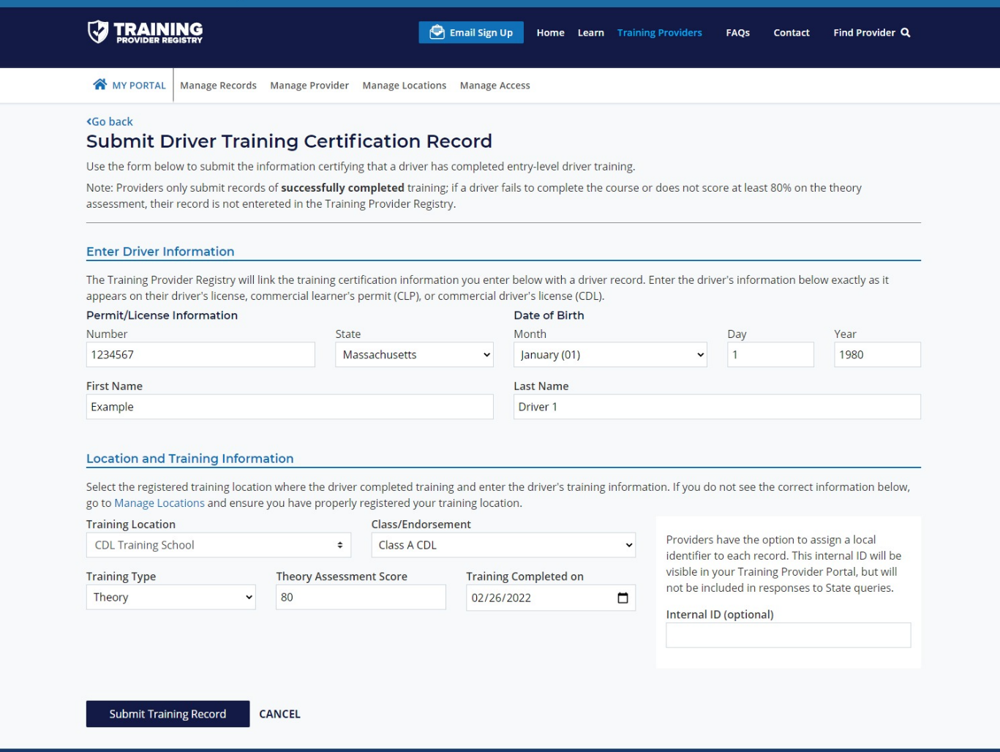 TRAINING
PROVIDER REGISTRY
Email Sign Up
Home
Learn
Training Providers
FAQs
Contact
Find Provider
MY PORTAL
Manage Records
Manage Provider
Manage Locations
Manage Access
Go back
Submit Driver Training Certification Record
Use the form below to submit the information certifying that a driver has completed entry-level driver training.
Note: Providers only submit records of successfully completed training; if a driver fails to complete the course or does not score at least 80% on the theory
assessment, their record is not entereted in the Training Provider Registry.
Enter Driver Information
The Training Provider Registry will link the training certification information you enter below with a driver record. Enter the driver's information below exactly as it
appears on their driver's license, commercial learner's permit (CLP), or commercial driver's license (CDL).
Permit/License Information
Date of Birth
Number
State
Month
Day
Year
1234567
Massachusetts
January (01)
1
1980
First Name
Last Name
Example
Driver 1
Location and Training Information
Select the registered training location where the driver completed training and enter the driver's training information. If you do not see the correct information below,
go to Manage Locations and ensure you have properly registered your training location.
Training Location
Class/Endorsement
CDL Training School
Class A CDL
Training Type
Theory Assessment Score
Training Completed on
Theory
80
02/26/2022
Providers have the option to assign a local
identifier to each record. This internal ID will be
visible in your Training Provider Portal, but will
not be included in responses to State queries.
Internal ID (optional)
Submit Training Record
CANCEL